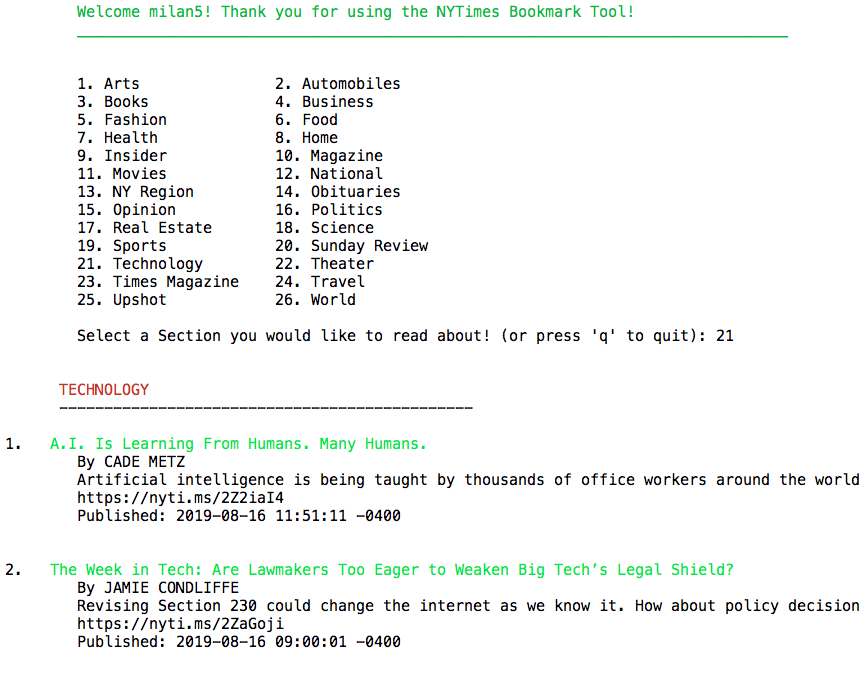 Welcome milan5! Thank you for using the NYTimes Bookmark Tool!
1. Arts 2. Automobiles
3. Books 4. Business
5. Fashion 6. Food
7. Health 8. Home
9. Insider 10. Magazine
11. Movies 12. National
13. NY Region 14. Obituaries
15. Opinion 16. Politics
17. Real Estate 18. Science
19. Sports 20. Sunday Review
21. Technology 22. Theater
23. Times Magazine 24. Travel
25. Upshot 26. World
Select a Section you would like to read about! (or press 'q' to quit): 21
TECHNOLOGY
----------------------------------------------
1. A.I. Is Learning From Humans. Many Humans.
By CADE METZ
Artificial intelligence is being taught by thousands of office workers around the world
https://nyti.ms/2Z2iaI4
Published: 2019-08-16 11:51:11 -0400
2. The Week in Tech: Are Lawmakers Too Eager to Weaken Big Tech’s Legal Shield?
By JAMIE CONDLIFFE
Revising Section 230 could change the internet as we know it. How about policy decision
https://nyti.ms/2ZaGoji
Published: 2019-08-16 09:00:01 -0400